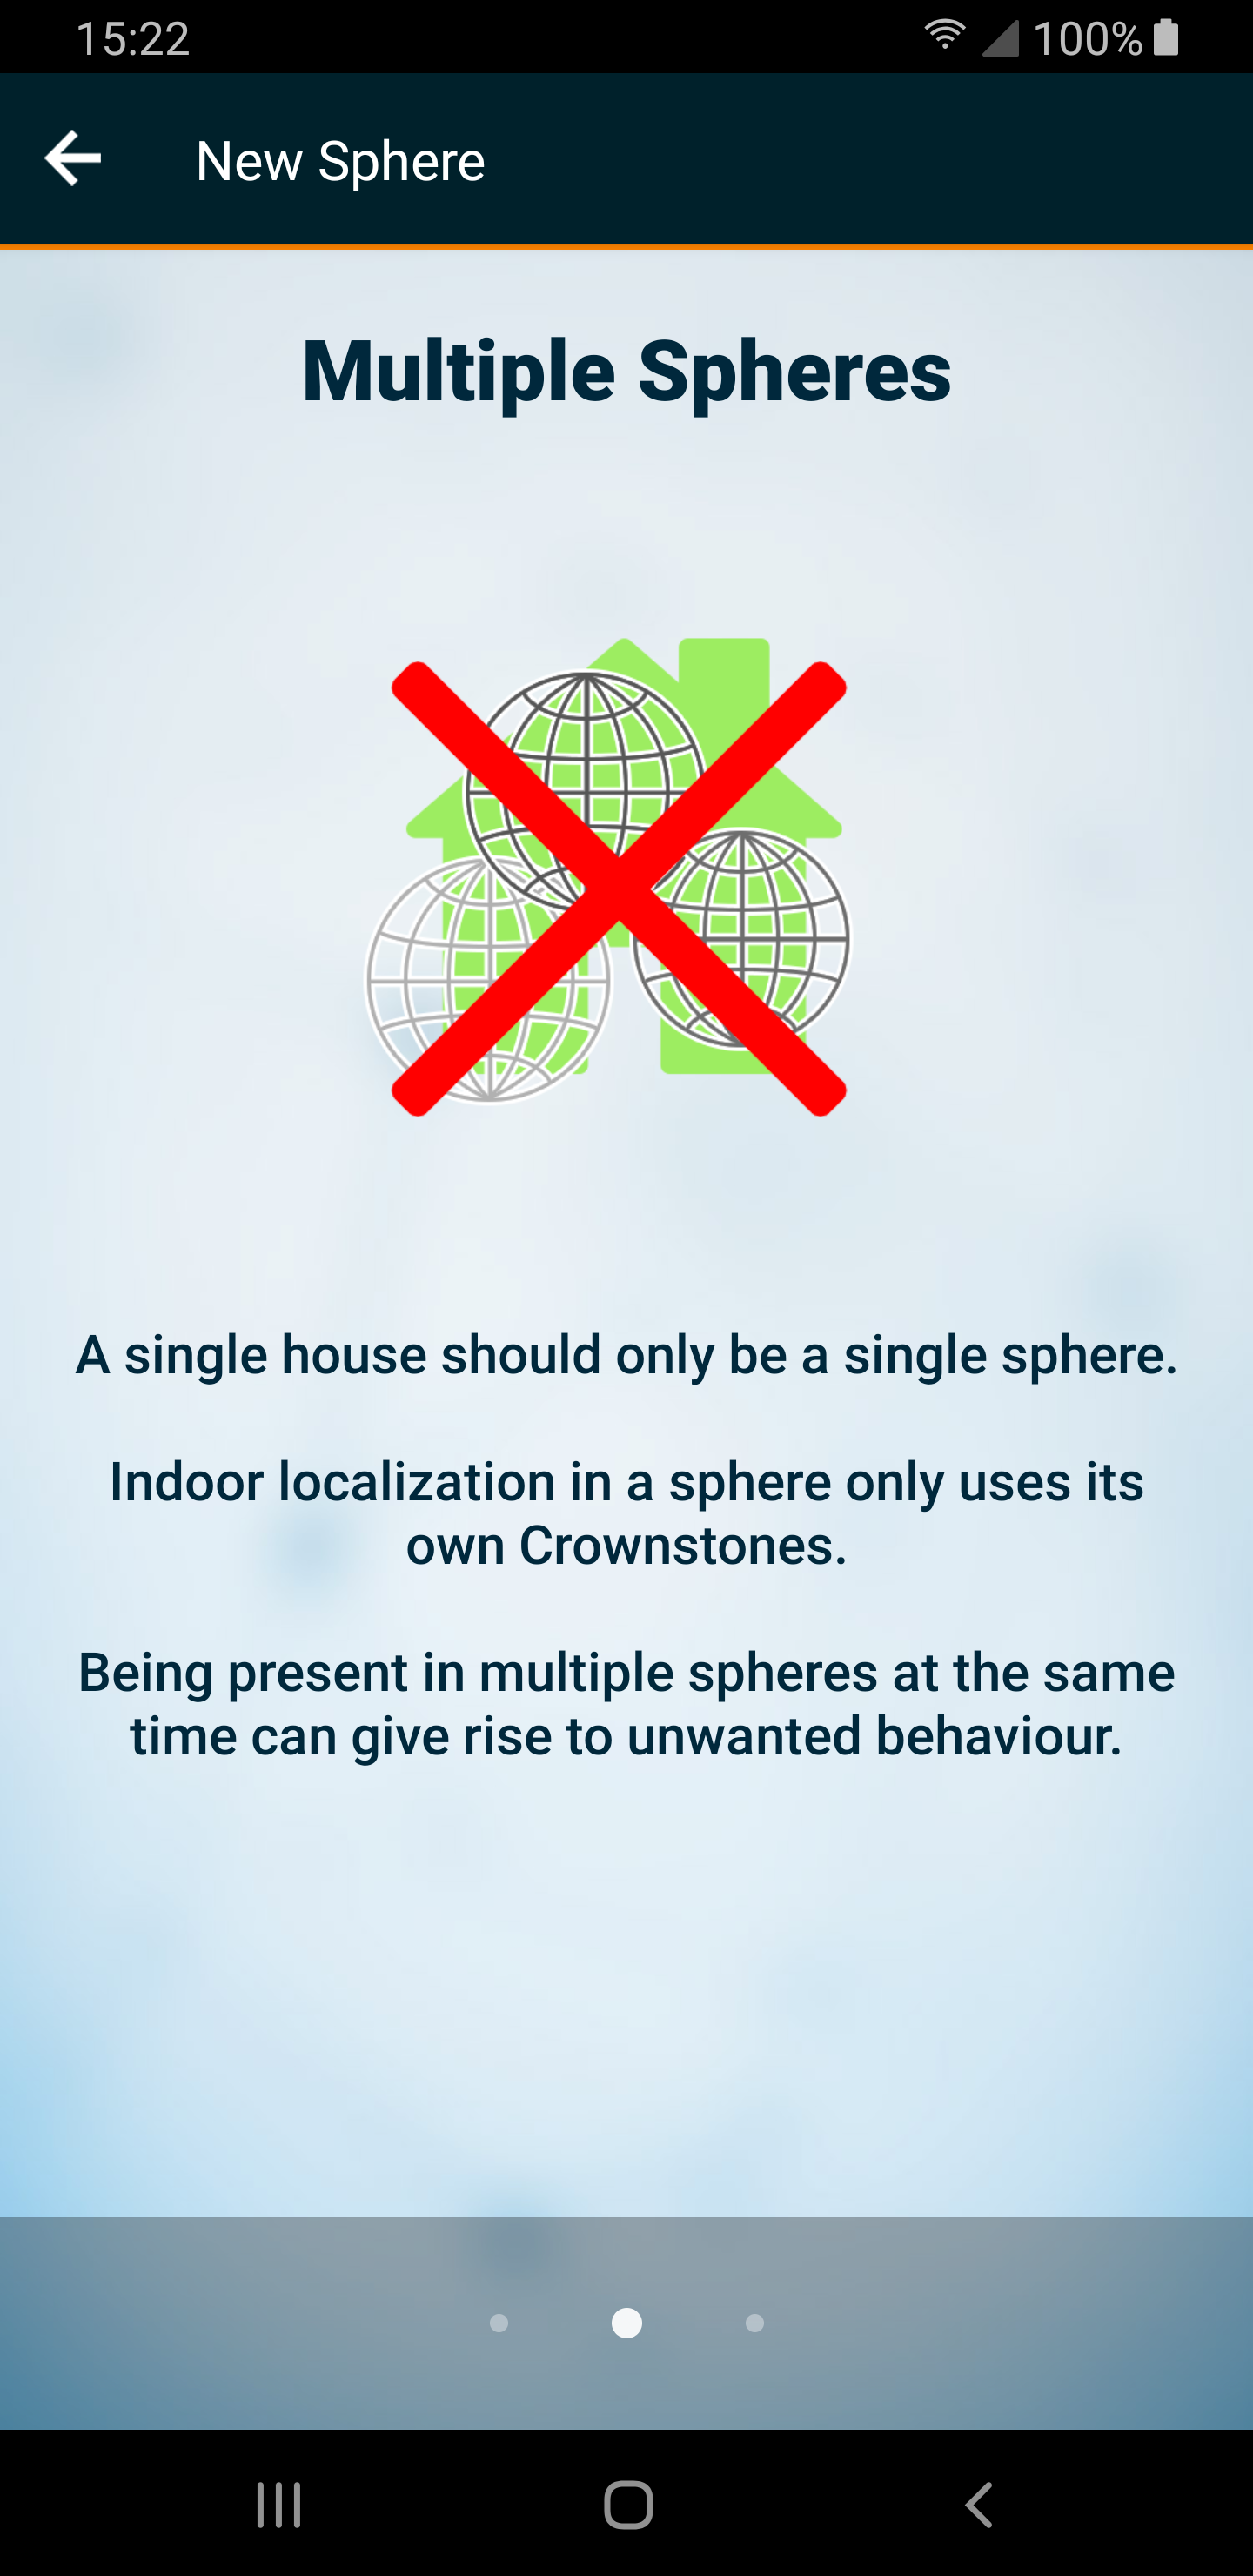 15:22
100%
New Sphere
Multiple Spheres
A single house should only be a single sphere.
Indoor localization in a sphere only uses its
own Crownstones.
Being present in multiple spheres at the same
time can give rise to unwanted behaviour.